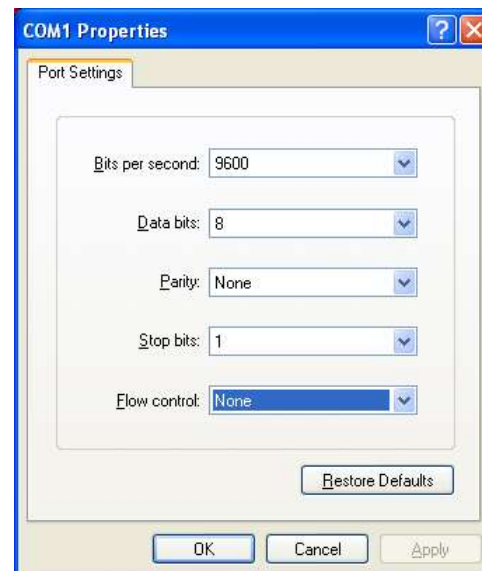 COM1 Properties
Port Settings
Bits per second: 9600
Data bits: 8
Parity: None
Stop bits: 1
Flow control: None
Restore Defaults
OK Cancel Apply